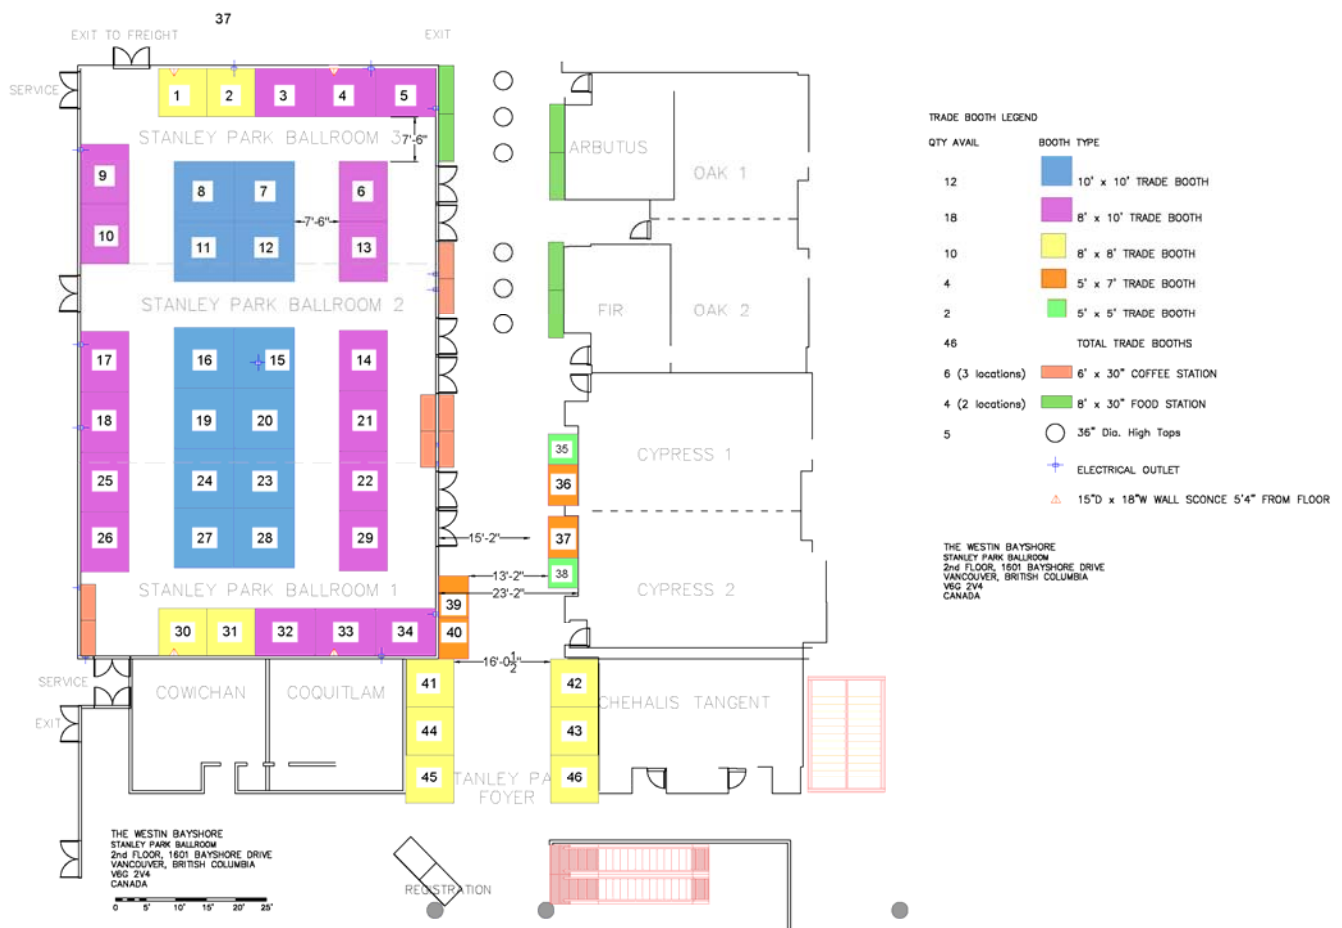 37
EXIT TO FREIGHT
EXIT
SERVICE
1 2 3 4 5
STANLEY PARK BALLROOM 3
7'-6"
ARBUTUS
OAK 1
9
8 7 6
7'-6"
10
11 12 13
STANLEY PARK BALLROOM 2
FIR
OAK 2
17 16 15 14
18 19 20 21
35
CYPRESS 1
25 24 23 22
36
26 27 28 29
15'-2"
37
13'-2"
38
23'-2"
STANLEY PARK BALLROOM 1
CYPRESS 2
39
30 31 32 33 34 40
16'-0 1/2"
SERVICE
COWICHAN
COQUITLAM
41 42
CHEHALIS TANGENT
EXIT
44 43
45 46
TANLEY PA
FOYER
THE WESTIN BAYSHORE
STANLEY PARK BALLROOM
2nd FLOOR, 1601 BAYSHORE DRIVE
VANCOUVER, BRITISH COLUMBIA
V6G 2V4
CANADA
0 5' 10' 15' 20' 25'
REGISTRATION
TRADE BOOTH LEGEND
QTY AVAIL BOOTH TYPE
12 10' x 10' TRADE BOOTH
18 8' x 10' TRADE BOOTH
10 8' x 8' TRADE BOOTH
4 5' x 7' TRADE BOOTH
2 5' x 5' TRADE BOOTH
46 TOTAL TRADE BOOTHS
6 (3 locations) 6' x 30" COFFEE STATION
4 (2 locations) 8' x 30" FOOD STATION
5 36" Dia. High Tops
ELECTRICAL OUTLET
15"D x 18"W WALL SCONCE 5'4" FROM FLOOR
THE WESTIN BAYSHORE
STANLEY PARK BALLROOM
2nd FLOOR, 1601 BAYSHORE DRIVE
VANCOUVER, BRITISH COLUMBIA
V6G 2V4
CANADA